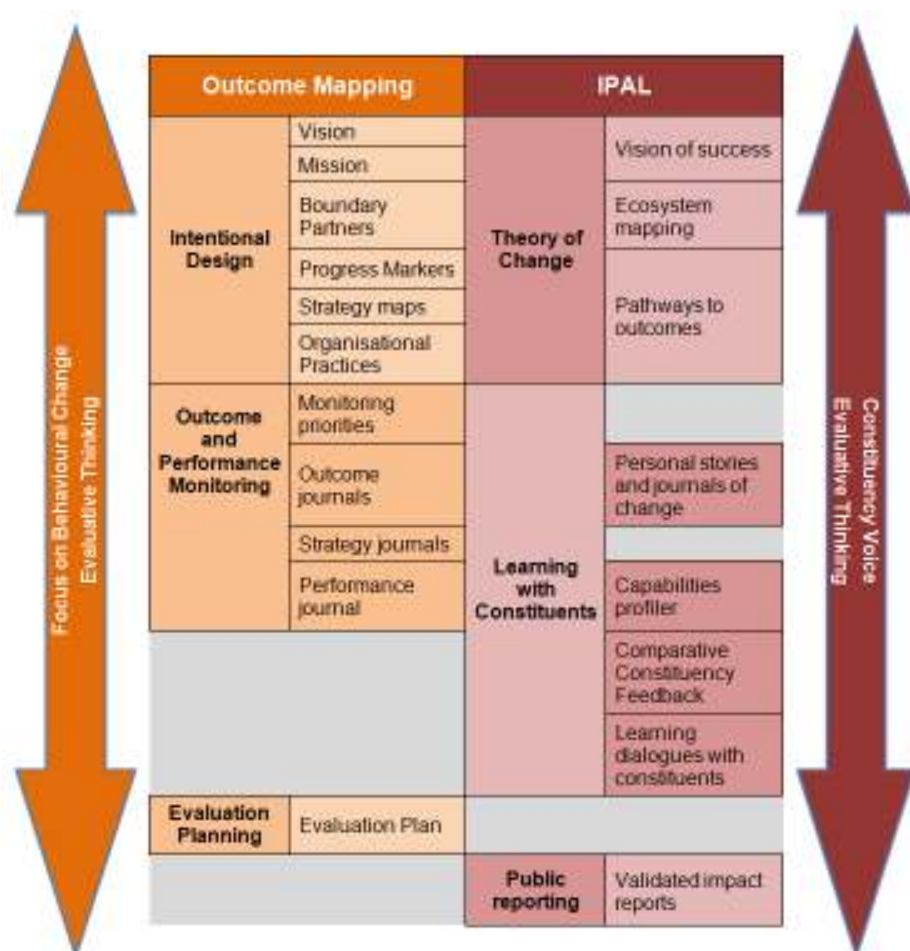 Outcome Mapping
IPAL
Intentional
Design
Vision
Mission
Boundary
Partners
Progress Markers
Strategy maps
Organisational
Practices
Theory of
Change
Vision of success
Ecosystem
mapping
Pathways to
outcomes
Outcome
and
Performance
Monitoring
Monitoring
priorities
Outcome
journals
Strategy journals
Performance
journal
Learning
with
Constituents
Personal stories
and journals of
change
Capabilities
profiler
Comparative
Constituency
Feedback
Learning
dialogues with
constituents
Evaluation
Planning
Evaluation Plan
Public
reporting
Validated impact
reports
Focus on Behavioural Change
Evaluative Thinking
Constituency Voice
Evaluative Thinking